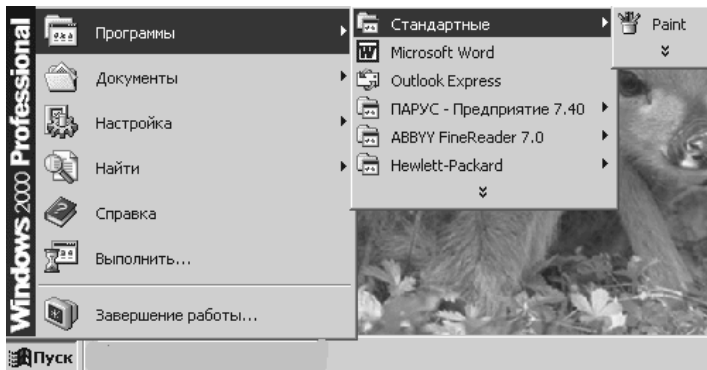 Windows 2000 Professional
Программы
Документы
Настройка
Найти
Справка
Выполнить...
Завершение работы...
Стандартные
Microsoft Word
Outlook Express
ПАРУС - Предприятие 7.40
ABBYY FineReader 7.0
Hewlett-Packard
Paint
Пуск